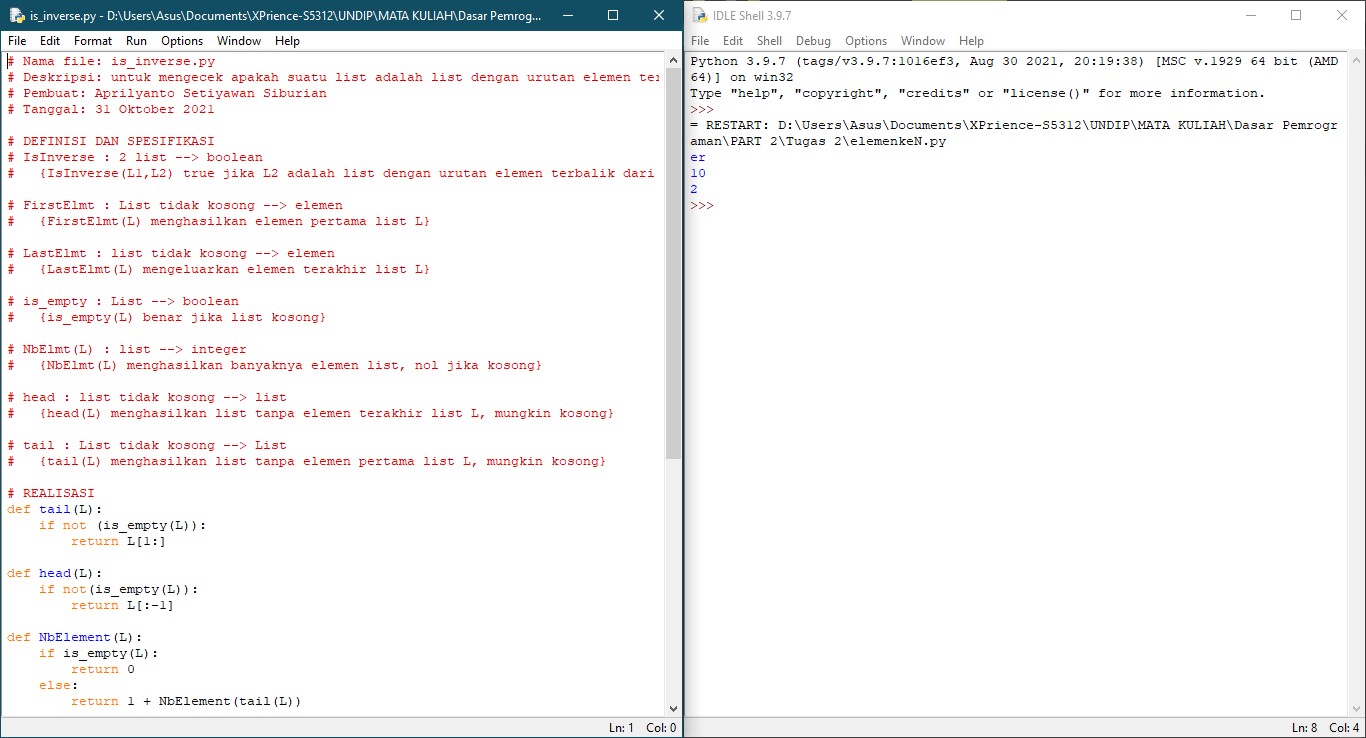 is_inverse.py - D:\Users\Asus\Documents\XPrience-S5312\UNDIP\MATA KULIAH\Dasar Pemrog...
File Edit Format Run Options Window Help
# Nama file: is_inverse.py
# Deskripsi: untuk mengecek apakah suatu list adalah list dengan urutan elemen ter
# Pembuat: Aprilyanto Setiyawan Siburian
# Tanggal: 31 Oktober 2021
# DEFINISI DAN SPESIFIKASI
# IsInverse : 2 list --> boolean
#   {IsInverse(L1,L2) true jika L2 adalah list dengan urutan elemen terbalik dari
# FirstElmt : List tidak kosong --> elemen
#   {FirstElmt(L) menghasilkan elemen pertama list L}
# LastElmt : list tidak kosong --> elemen
#   {LastElmt(L) mengeluarkan elemen terakhir list L}
# is_empty : List --> boolean
#   {is_empty(L) benar jika list kosong}
# NbElmt(L) : list --> integer
#   {NbElmt(L) menghasilkan banyaknya elemen list, nol jika kosong}
# head : list tidak kosong --> list
#   {head(L) menghasilkan list tanpa elemen terakhir list L, mungkin kosong}
# tail : List tidak kosong --> List
#   {tail(L) menghasilkan list tanpa elemen pertama list L, mungkin kosong}
# REALISASI
def tail(L):
    if not (is_empty(L)):
        return L[1:]
def head(L):
    if not(is_empty(L)):
        return L[:-1]
def NbElement(L):
    if is_empty(L):
        return 0
    else:
        return 1 + NbElement(tail(L))
Ln: 1 Col: 0
IDLE Shell 3.9.7
File Edit Shell Debug Options Window Help
Python 3.9.7 (tags/v3.9.7:1016ef3, Aug 30 2021, 20:19:38) [MSC v.1929 64 bit (AMD
64)] on win32
Type "help", "copyright", "credits" or "license()" for more information.
>>>
= RESTART: D:\Users\Asus\Documents\XPrience-S5312\UNDIP\MATA KULIAH\Dasar Pemrogr
aman\PART 2\Tugas 2\elemenkeN.py
er
10
2
>>>
Ln: 8 Col: 4